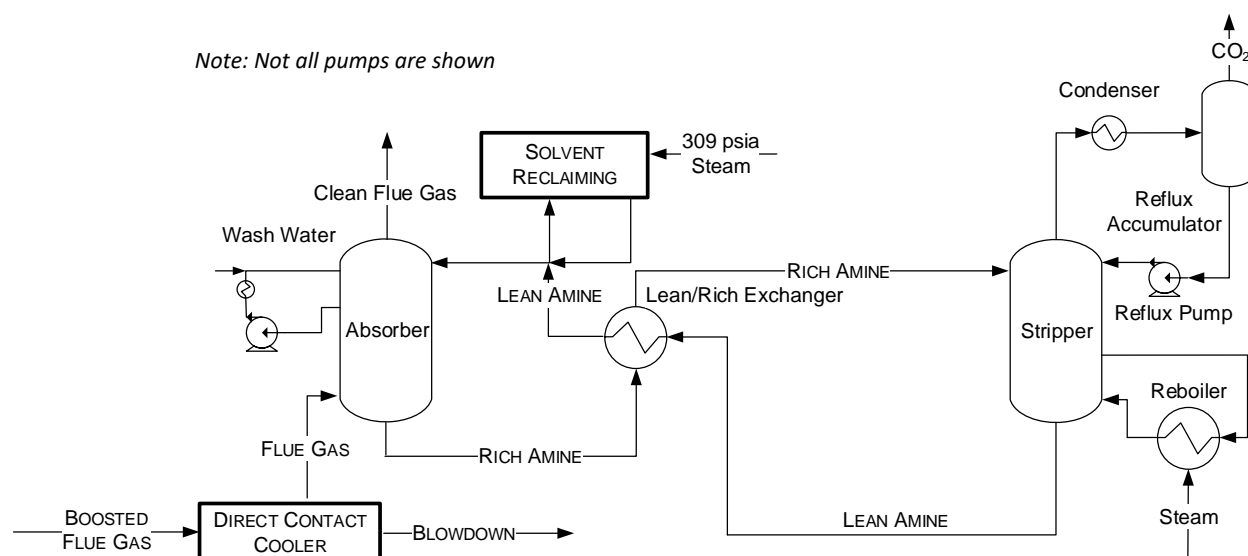 Note: Not all pumps are shown
CO2
Condenser
309 psia
Steam
SOLVENT
RECLAIMING
Clean Flue Gas
Reflux
Accumulator
Wash Water
RICH AMINE
LEAN AMINE
Lean/Rich Exchanger
Reflux Pump
Absorber
Stripper
Reboiler
FLUE GAS
RICH AMINE
BOOSTED
FLUE GAS
DIRECT CONTACT
COOLER
BLOWDOWN
LEAN AMINE
Steam